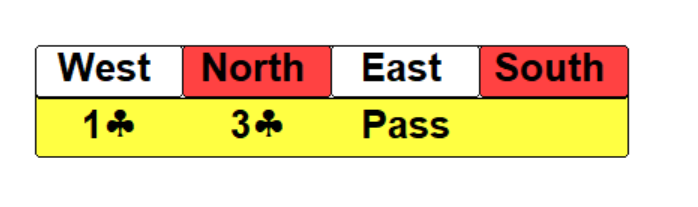 West North East South
1♣ 3♣ Pass